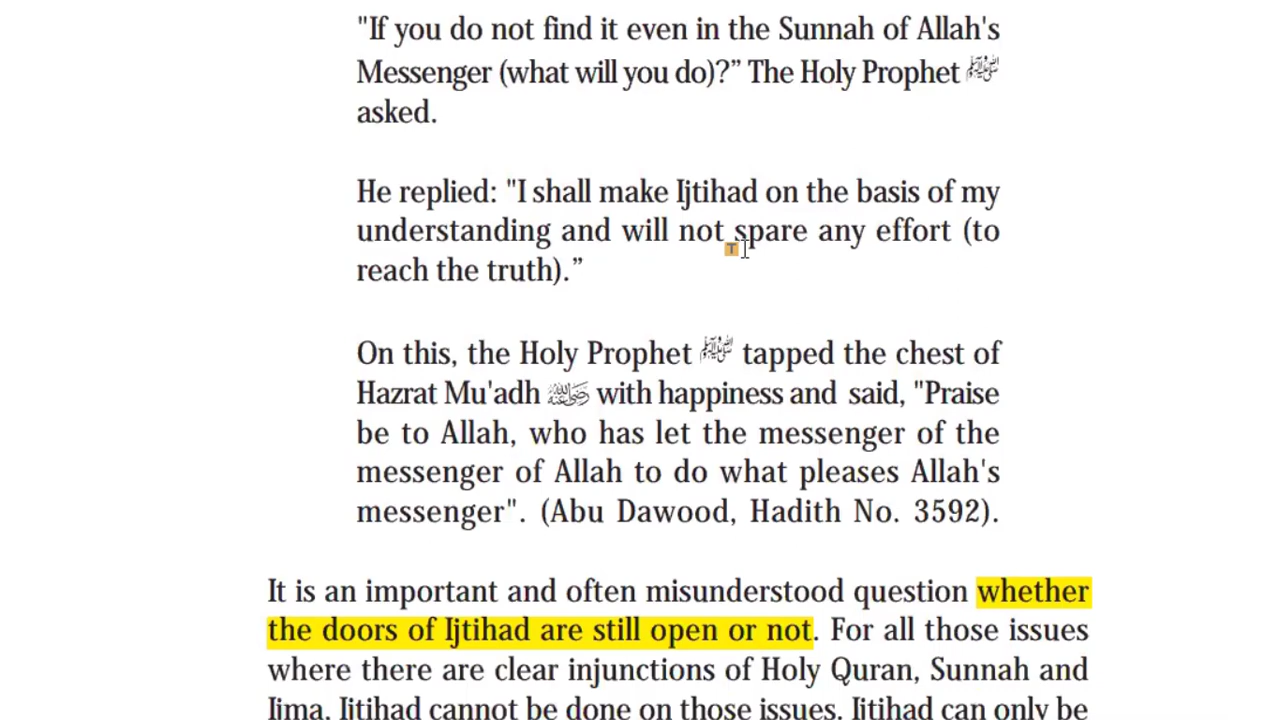 "If you do not find it even in the Sunnah of Allah's
Messenger (what will you do)?” The Holy Prophet ﷺ
asked.
He replied: "I shall make Ijtihad on the basis of my
understanding and will not spare any effort (to
reach the truth).”
On this, the Holy Prophet ﷺ tapped the chest of
Hazrat Mu'adh رضي الله عنه with happiness and said, "Praise
be to Allah, who has let the messenger of the
messenger of Allah to do what pleases Allah's
messenger". (Abu Dawood, Hadith No. 3592).
It is an important and often misunderstood question whether
the doors of Ijtihad are still open or not. For all those issues
where there are clear injunctions of Holy Quran, Sunnah and
Ijma, Ijtihad cannot be done on those issues. Ijtihad can only be